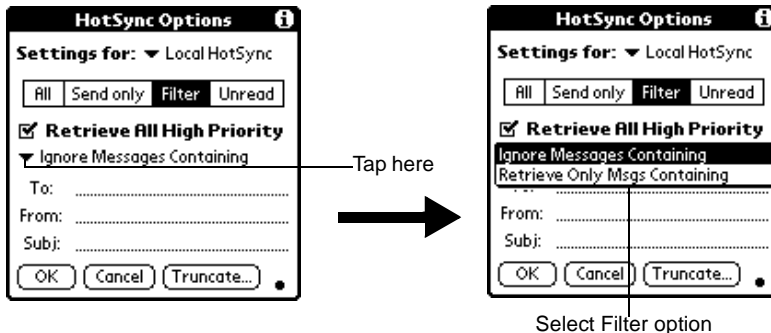 HotSync Options
Settings for: Local HotSync
All Send only Filter Unread
Retrieve All High Priority
Ignore Messages Containing
To:
From:
Subj:
OK Cancel Truncate...
Tap here
HotSync Options
Settings for: Local HotSync
All Send only Filter Unread
Retrieve All High Priority
Ignore Messages Containing
Retrieve Only Msgs Containing
From:
Subj:
OK Cancel Truncate...
Select Filter option